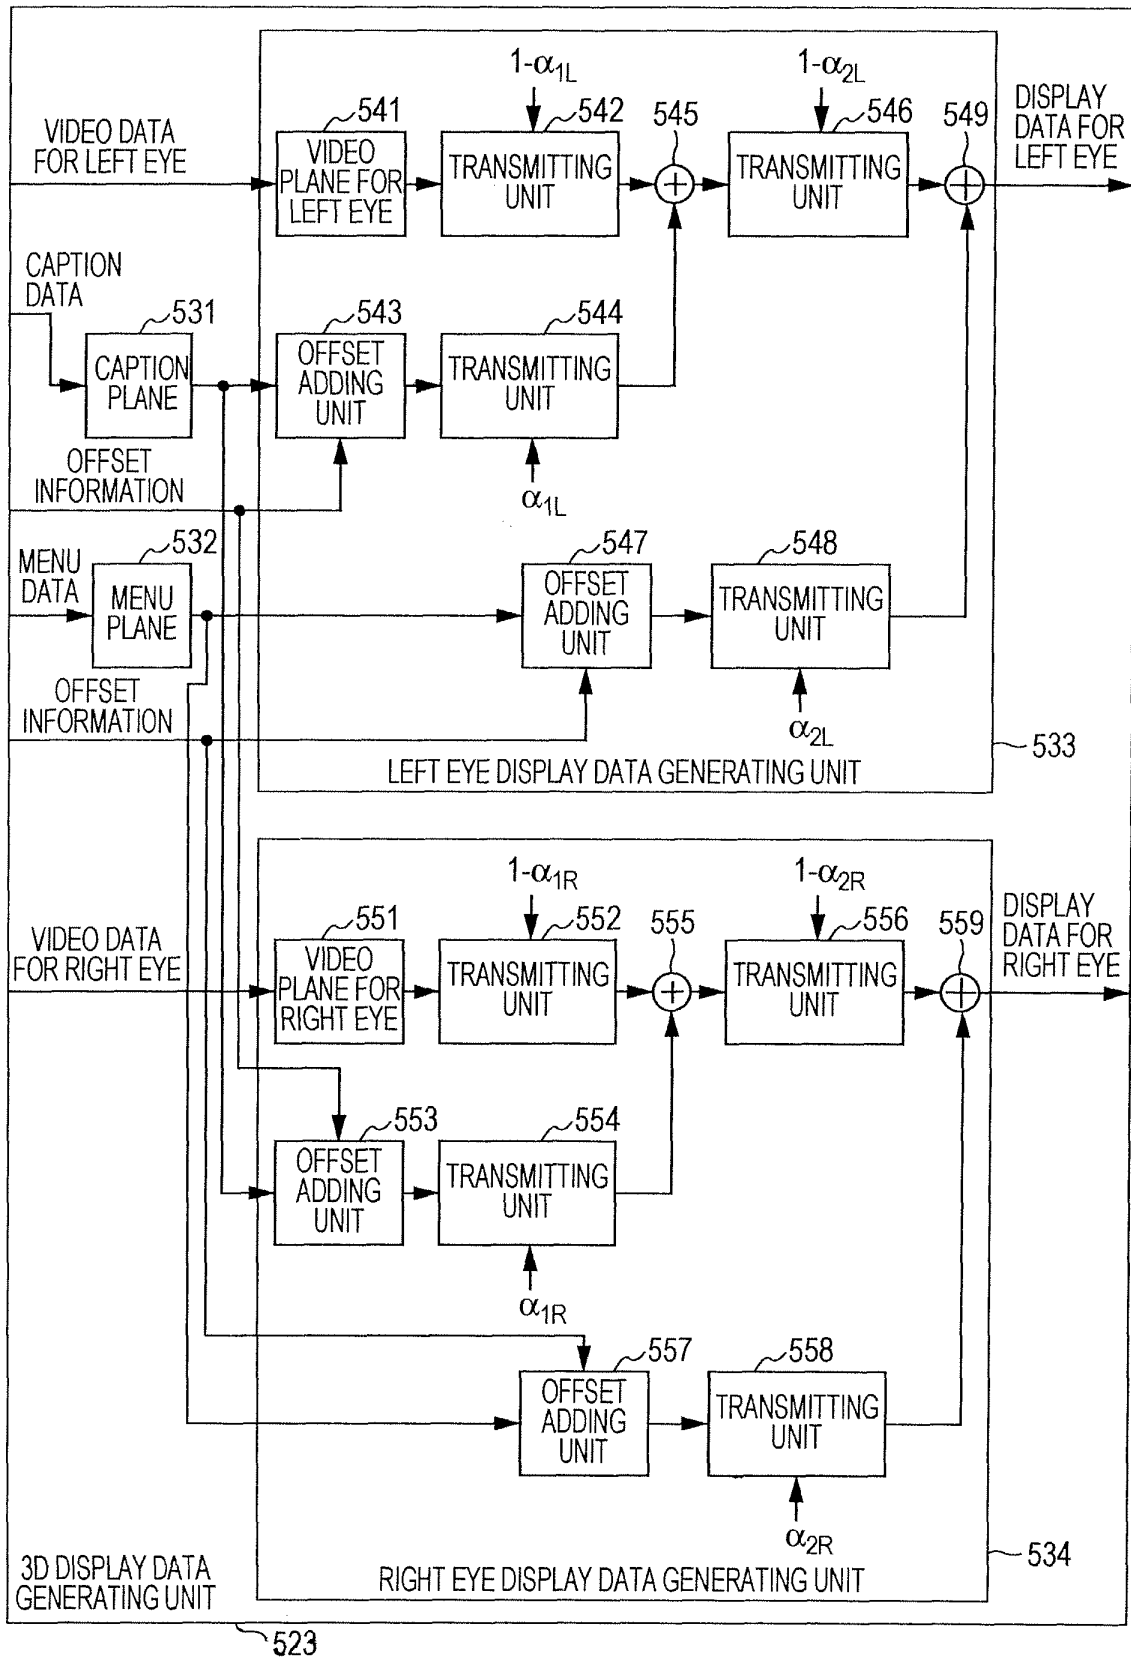 1-α1L
1-α2L
541
542
545
546
549
DISPLAY
DATA FOR
LEFT EYE
VIDEO DATA
FOR LEFT EYE
VIDEO
PLANE FOR
LEFT EYE
TRANSMITTING
UNIT
TRANSMITTING
UNIT
CAPTION
DATA
531
543
544
CAPTION
PLANE
OFFSET
ADDING
UNIT
TRANSMITTING
UNIT
OFFSET
INFORMATION
α1L
MENU
DATA
532
547
548
MENU
PLANE
OFFSET
ADDING
UNIT
TRANSMITTING
UNIT
OFFSET
INFORMATION
α2L
533
LEFT EYE DISPLAY DATA GENERATING UNIT
1-α1R
1-α2R
551
552
555
556
559
DISPLAY
DATA FOR
RIGHT EYE
VIDEO DATA
FOR RIGHT EYE
VIDEO
PLANE FOR
RIGHT EYE
TRANSMITTING
UNIT
TRANSMITTING
UNIT
553
554
OFFSET
ADDING
UNIT
TRANSMITTING
UNIT
α1R
557
558
OFFSET
ADDING
UNIT
TRANSMITTING
UNIT
α2R
534
3D DISPLAY DATA
GENERATING UNIT
RIGHT EYE DISPLAY DATA GENERATING UNIT
523